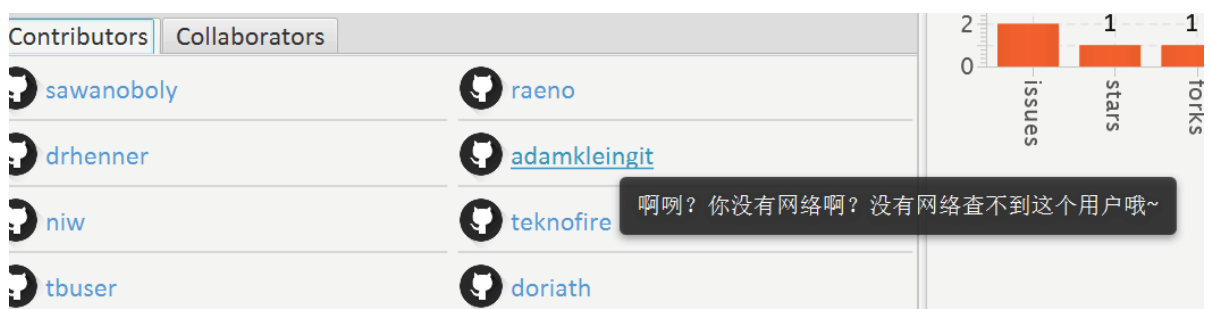 Contributors Collaborators
sawanoboly raeno
drhenner adamkleingit
啊咧？你没有网络啊？没有网络查不到这个用户哦~
niw teknofire
tbuser doriath
2 1 1
0
issues stars forks